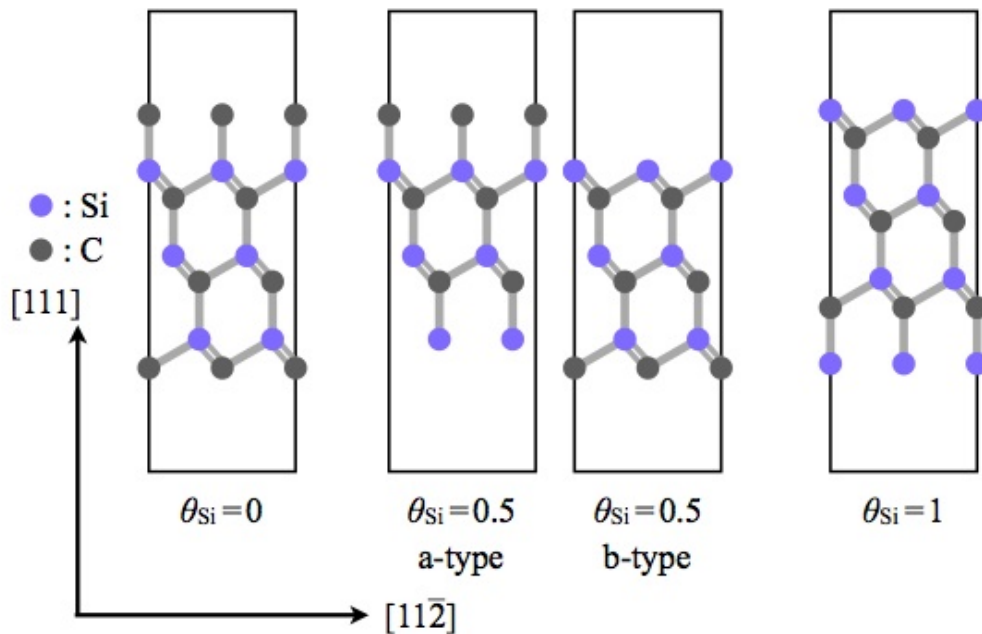 : Si
: C
[111]
θSi = 0
θSi = 0.5
a-type
θSi = 0.5
b-type
θSi = 1
[112̅]